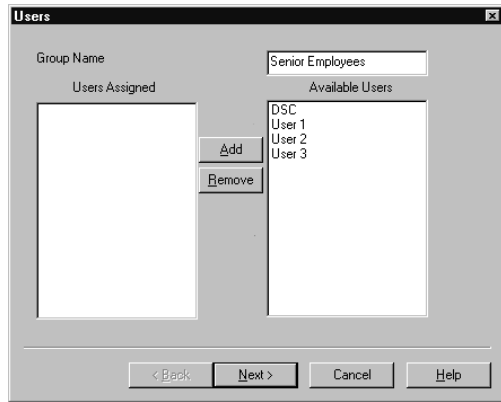 Users
Group Name
Senior Employees
Users Assigned
Available Users
DSC
User 1
User 2
User 3
Add
Remove
< Back
Next >
Cancel
Help